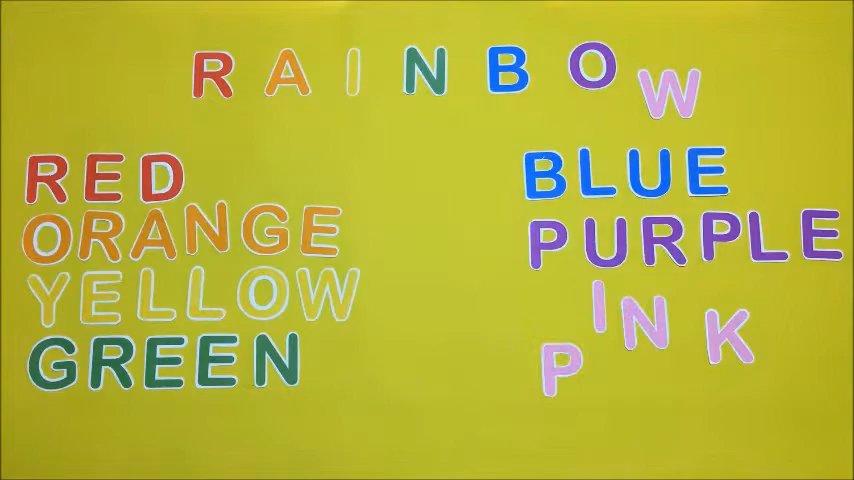 RAINBOW
RED
ORANGE
YELLOW
GREEN
BLUE
PURPLE
PINK